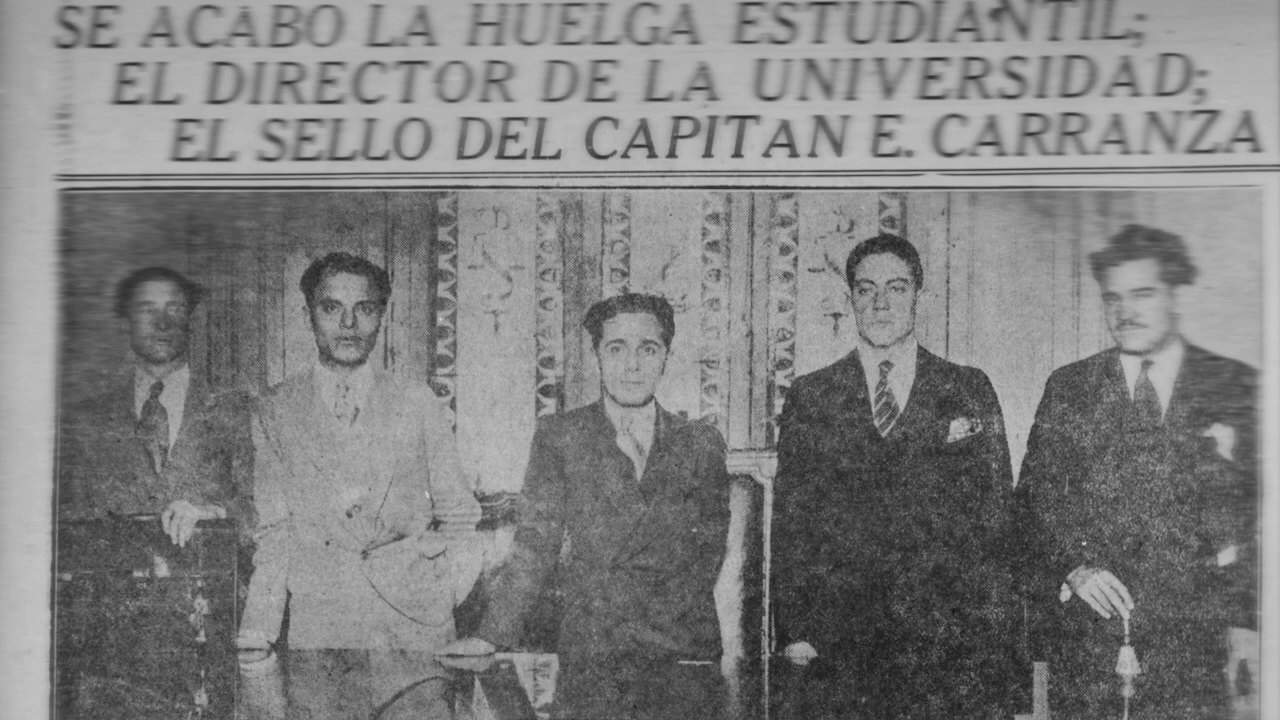 SE ACABO LA HUELGA ESTUDIANTIL;
EL DIRECTOR DE LA UNIVERSIDAD;
EL SELLO DEL CAPITAN E. CARRANZA